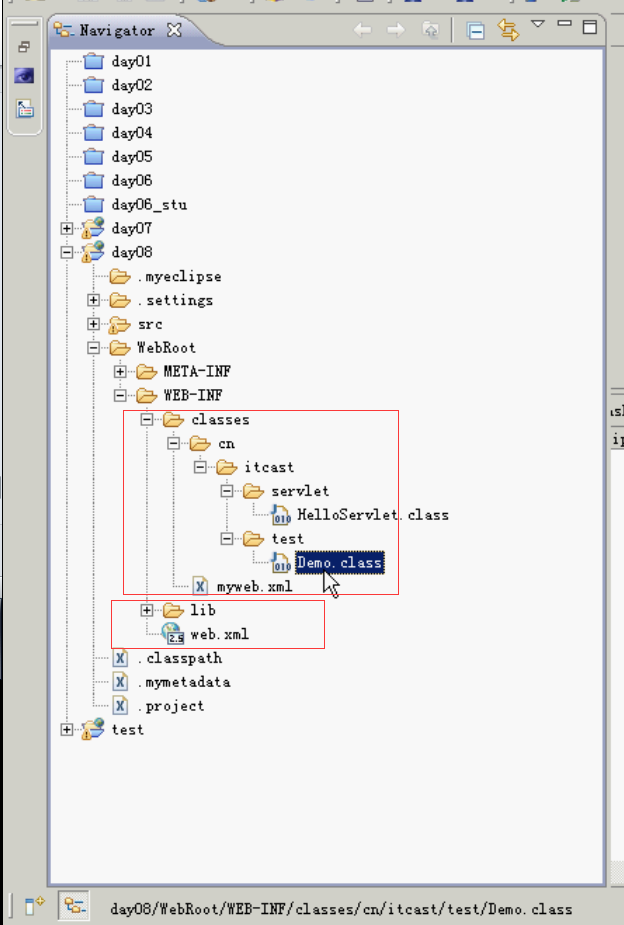 Navigator
day01
day02
day03
day04
day05
day06
day06_stu
day07
day08
.myeclipse
.settings
src
WebRoot
META-INF
WEB-INF
classes
cn
itcast
servlet
HelloServlet.class
test
Demo.class
myweb.xml
lib
web.xml
.classpath
.mymetadata
.project
test
day08/WebRoot/WEB-INF/classes/cn/itcast/test/Demo.class